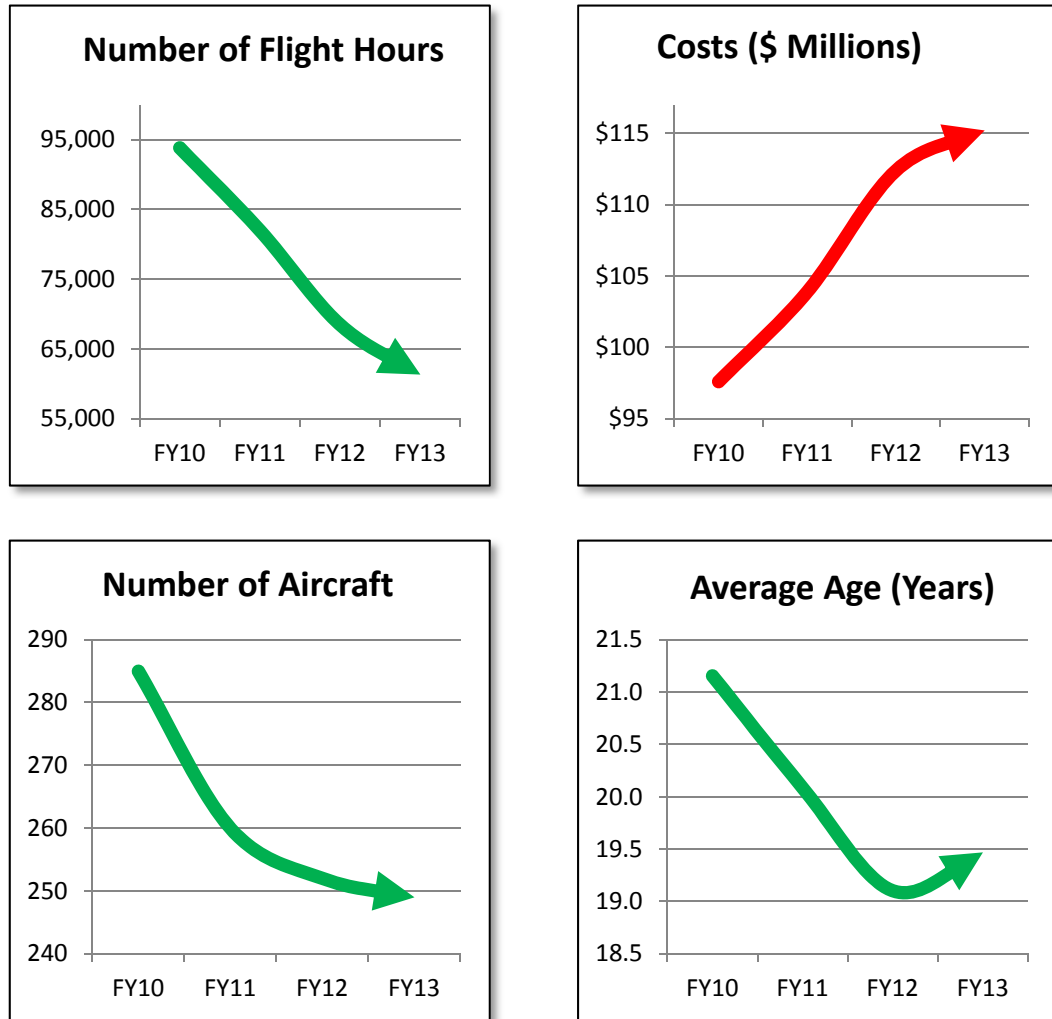 Number of Flight Hours
95,000
85,000
75,000
65,000
55,000
FY10 FY11 FY12 FY13
Costs ($ Millions)
$115
$110
$105
$100
$95
FY10 FY11 FY12 FY13
Number of Aircraft
290
280
270
260
250
240
FY10 FY11 FY12 FY13
Average Age (Years)
21.5
21.0
20.5
20.0
19.5
19.0
18.5
FY10 FY11 FY12 FY13